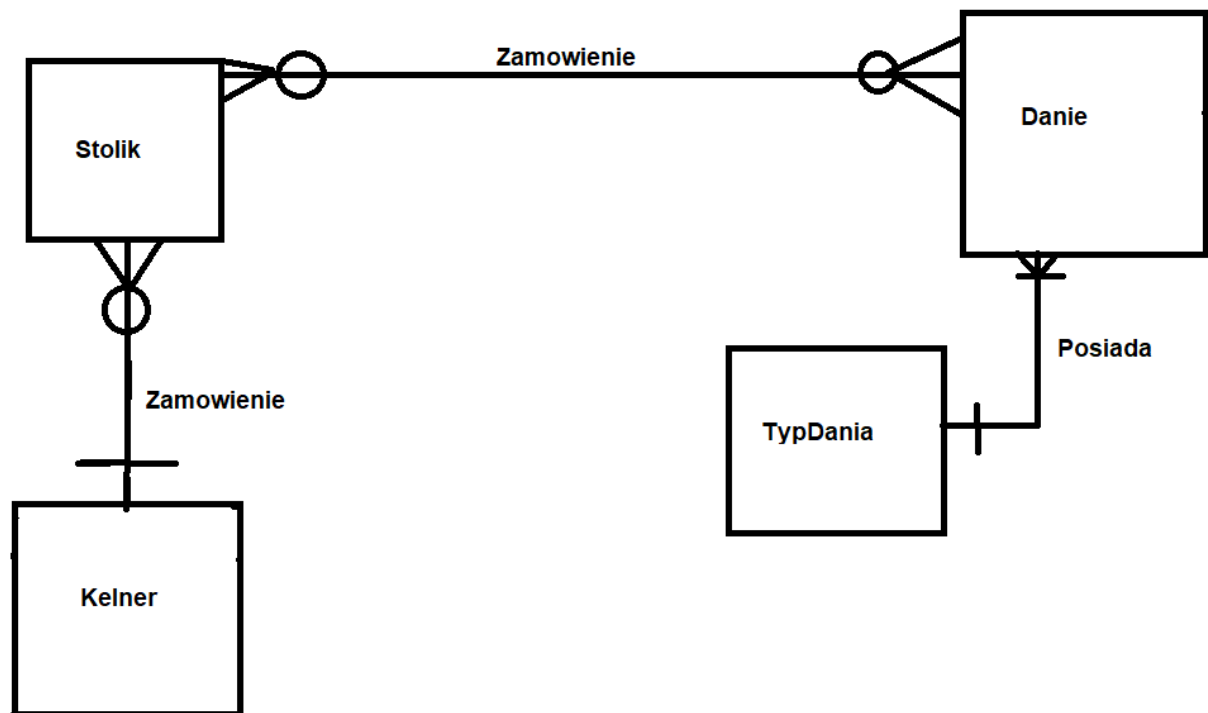 Zamowienie
Danie
Stolik
Posiada
Zamowienie
TypDania
Kelner